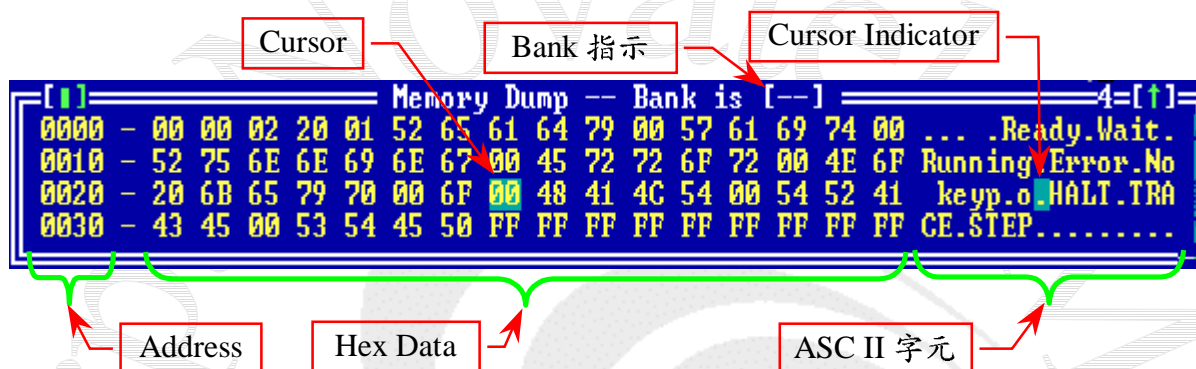 Cursor
Bank 指示
Cursor Indicator
=[▮]= Memory Dump -- Bank is [--] =4=[↑]=
0000 - 00 00 02 20 01 52 65 61 64 79 00 57 61 69 74 00 ... .Ready.Wait.
0010 - 52 75 6E 6E 69 6E 67 00 45 72 72 6F 72 00 4E 6F Running.Error.No
0020 - 20 6B 65 79 70 00 6F 00 48 41 4C 54 00 54 52 41  keyp.o.HALT.TRA
0030 - 43 45 00 53 54 45 50 FF FF FF FF FF FF FF FF FF CE.STEP.........
Address
Hex Data
ASC II 字元